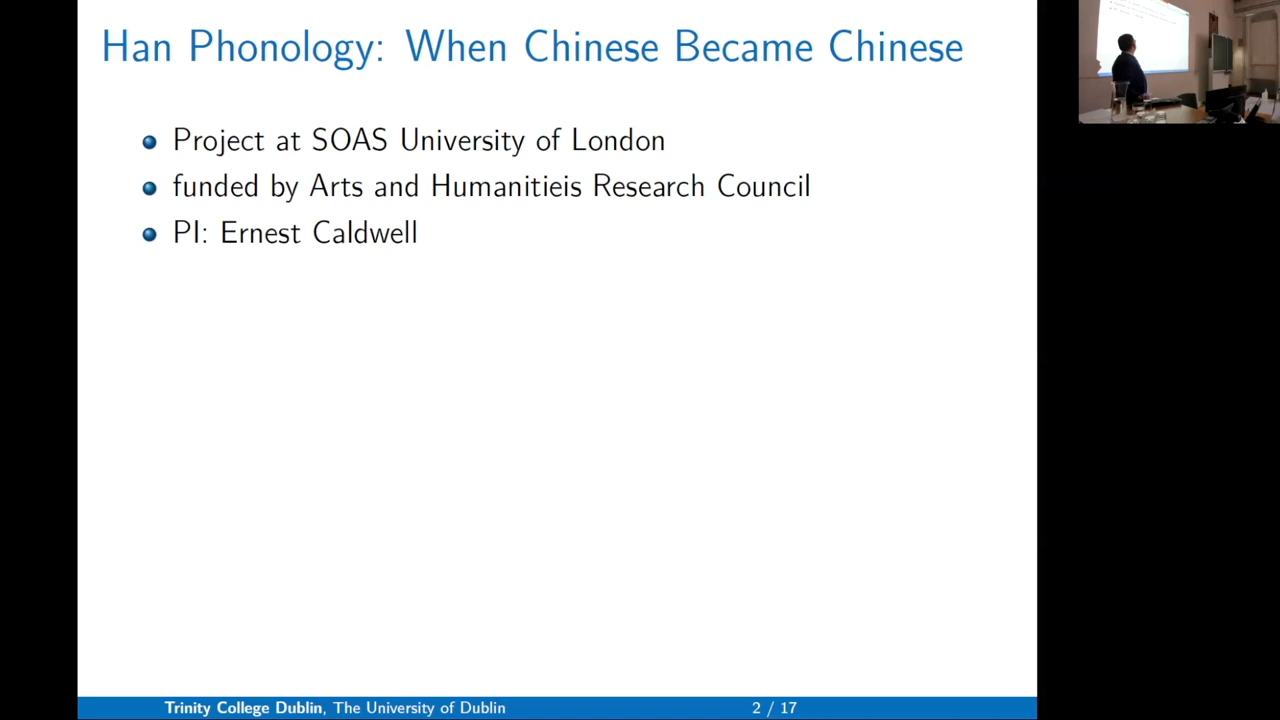 Han Phonology: When Chinese Became Chinese
Project at SOAS University of London
funded by Arts and Humanitieis Research Council
PI: Ernest Caldwell
Trinity College Dublin, The University of Dublin 2 / 17